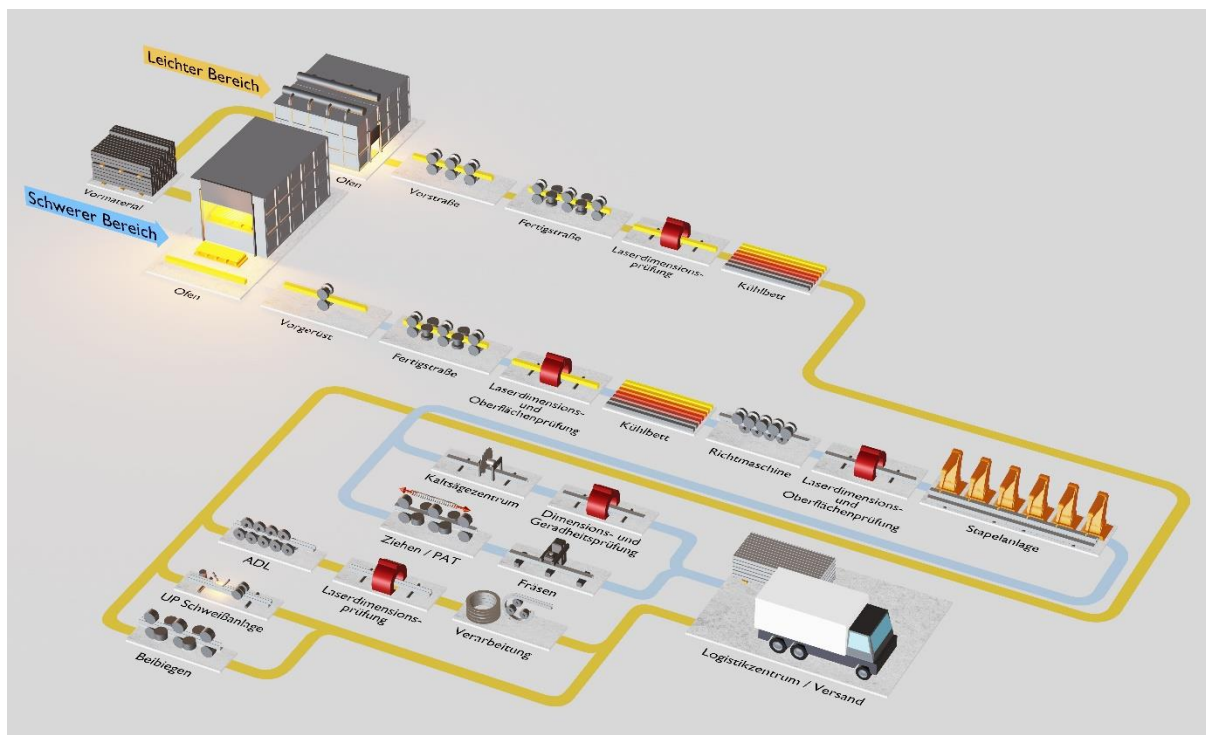 Leichter Bereich
Ofen
Vormaterial
Vorstraße
Fertigstraße
Laserdimensions-
prüfung
Kühlbett
Schwerer Bereich
Ofen
Vorgerüst
Fertigstraße
Laserdimensions-
und
Oberflächenprüfung
Kühlbett
Richtmaschine
Laserdimensions-
und
Oberflächenprüfung
Stapelanlage
Kaltsägezentrum
Dimensions- und
Geradheitsprüfung
Ziehen / PAT
Fräsen
ADL
Laserdimensions-
prüfung
Verarbeitung
UP Schweißanlage
Beibiegen
Logistikzentrum / Versand